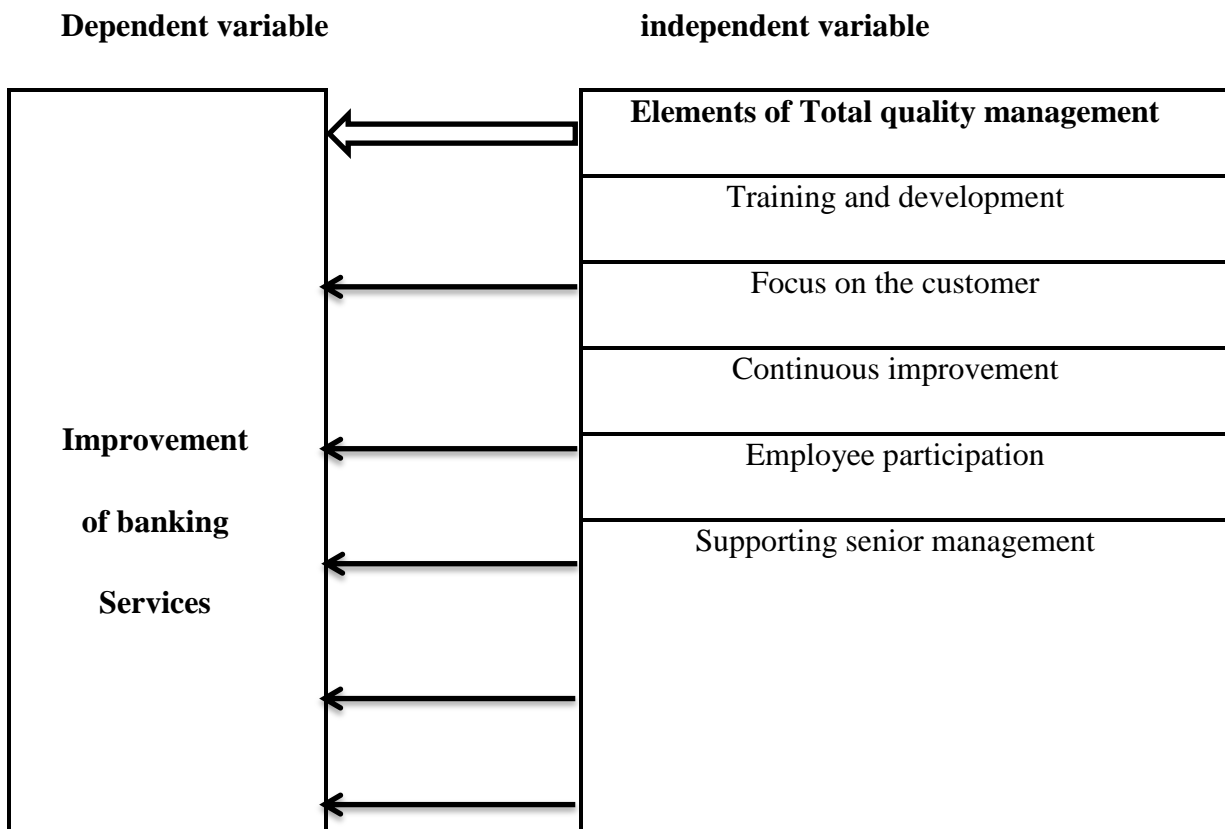 Dependent variable independent variable
Elements of Total quality management
Training and development
Focus on the customer
Continuous improvement
Employee participation
Supporting senior management
Improvement
of banking
Services